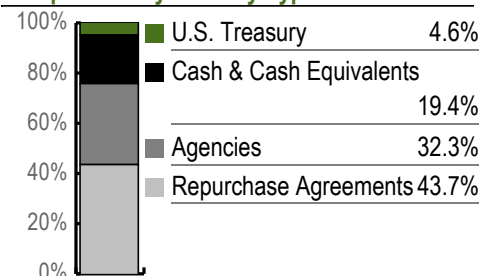 100%
80%
60%
40%
20%
0%
U.S. Treasury 4.6%
Cash & Cash Equivalents
19.4%
Agencies 32.3%
Repurchase Agreements 43.7%